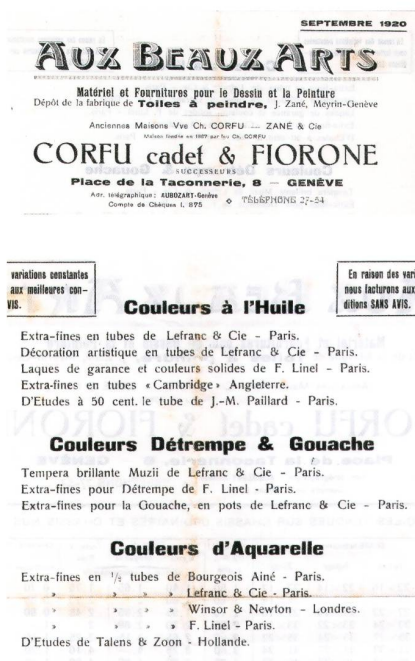 SEPTEMBRE 1920
AUX BEAUX ARTS
Matériel et Fournitures pour le Dessin et la Peinture
Dépôt de la fabrique de Toiles à peindre, J. Zané, Meyrin-Genève
Anciennes Maisons Vve Ch. CORFU — ZANÉ & Cie
Maison fondée en 1827 par feu Ch. CORFU
CORFU cadet & FIORONE
SUCCESSEURS
Place de la Taconnerie, 8 — GENÈVE
Adr. télégraphique : AUBOZART-Genève
Compte de Chèques I. 875
TÉLÉPHONE 27-54
variations constantes
aux meilleures con-
VIS.
En raison des vari
nous facturons aux
ditions SANS AVIS.
Couleurs à l'Huile
Extra-fines en tubes de Lefranc & Cie - Paris.
Décoration artistique en tubes de Lefranc & Cie - Paris.
Laques de garance et couleurs solides de F. Linel - Paris.
Extra-fines en tubes « Cambridge » Angleterre.
D'Etudes à 50 cent. le tube de J.-M. Paillard - Paris.
Couleurs Détrempe & Gouache
Tempera brillante Muzii de Lefranc & Cie - Paris.
Extra-fines pour Détrempe de F. Linel - Paris.
Extra-fines pour la Gouache, en pots de Lefranc & Cie - Paris.
Couleurs d'Aquarelle
Extra-fines en 1/2 tubes de Bourgeois Ainé - Paris.
» » » » Lefranc & Cie - Paris.
» » » » Winsor & Newton - Londres.
» » » » F. Linel - Paris.
D'Etudes de Talens & Zoon - Hollande.